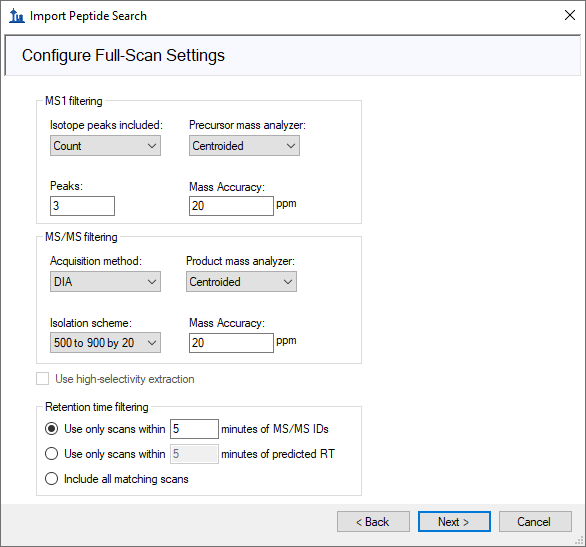 Import Peptide Search
Configure Full-Scan Settings
MS1 filtering
Isotope peaks included: Precursor mass analyzer:
Count Centroided
Peaks: Mass Accuracy:
3 20 ppm
MS/MS filtering
Acquisition method: Product mass analyzer:
DIA Centroided
Isolation scheme: Mass Accuracy:
500 to 900 by 20 20 ppm
Use high-selectivity extraction
Retention time filtering
Use only scans within 5 minutes of MS/MS IDs
Use only scans within 5 minutes of predicted RT
Include all matching scans
< Back Next > Cancel